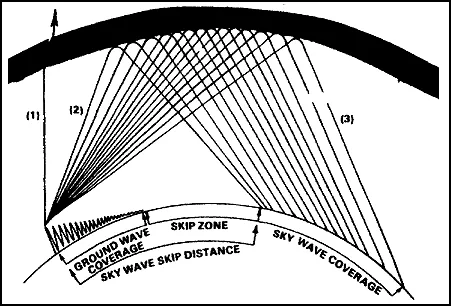 (1)
(2)
(3)
GROUND WAVE
COVERAGE
SKIP ZONE
SKY WAVE SKIP DISTANCE
SKY WAVE COVERAGE